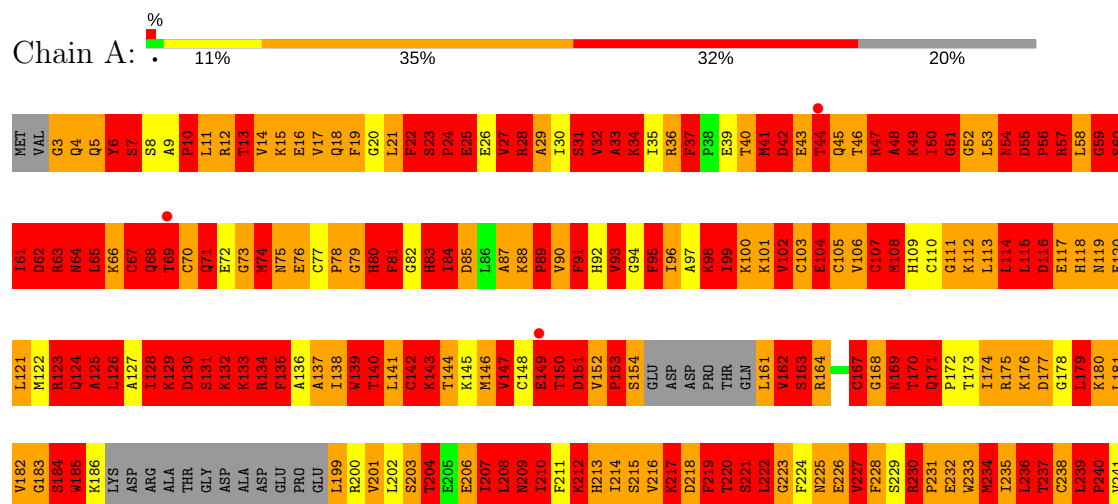 %
Chain A: . 11% 35% 32% 20%
MET VAL G3 Q4 Q5 Y6 S7 S8 A9 P10 L11 R12 T13 V14 K15 E16 V17 Q18 F19 G20 L21 F22 S23 P24 E25 E26 V27 R28 A29 I30 S31 V32 A33 K34 I35 R36 F37 P38 E39 T40 M41 D42 E43 T44 Q45 T46 R47 A48 K49 I50 G51 G52 L53 N54 D55 P56 R57 L58 G59 S60
I61 D62 R63 N64 L65 K66 C67 Q68 T69 C70 Q71 E72 G73 M74 N75 E76 C77 P78 G79 H80 F81 G82 H83 I84 D85 L86 A87 K88 P89 V90 F91 H92 V93 G94 F95 I96 A97 K98 I99 K100 K101 V102 C103 E104 C105 V106 C107 M108 H109 C110 G111 K112 L113 L114 L115 D116 E117 H118 N119
L121 M122 R123 Q124 A125 L126 A127 I128 K129 D130 S131 K132 K133 R134 F135 A136 A137 I138 W139 T140 L141 C142 K143 T144 K145 M146 V147 C148 E149 T150 D151 V152 P153 S154 GLU ASP ASP PRO THR GLN L161 V162 S163 R164 C167 G168 N169 T170 Q171 P172 T173 I174 R175 K176 D177 G178 L179 K180 L181
V182 G183 S184 W185 K186 LYS ASP ARG ALA THR GLY ASP ALA ASP GLU PRO GLU L199 R200 V201 L202 S203 T204 E205 E206 I207 L208 N209 I210 F211 K212 H213 I214 S215 V216 K217 D218 F219 T220 S221 L222 G223 F224 N225 E226 V227 F228 S229 R230 P231 E232 W233 M234 I235 L236 T237 C238 L239 P240